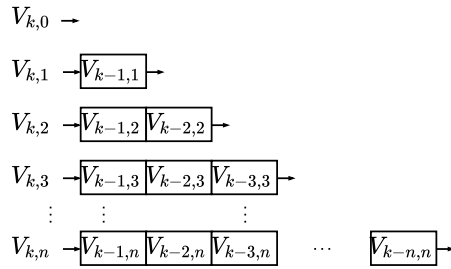 V_{k,0} →
V_{k,1} → V_{k−1,1} →
V_{k,2} → V_{k−1,2} V_{k−2,2} →
V_{k,3} → V_{k−1,3} V_{k−2,3} V_{k−3,3} →
⋮ ⋮ ⋮
V_{k,n} → V_{k−1,n} V_{k−2,n} V_{k−3,n} ⋯ V_{k−n,n} →